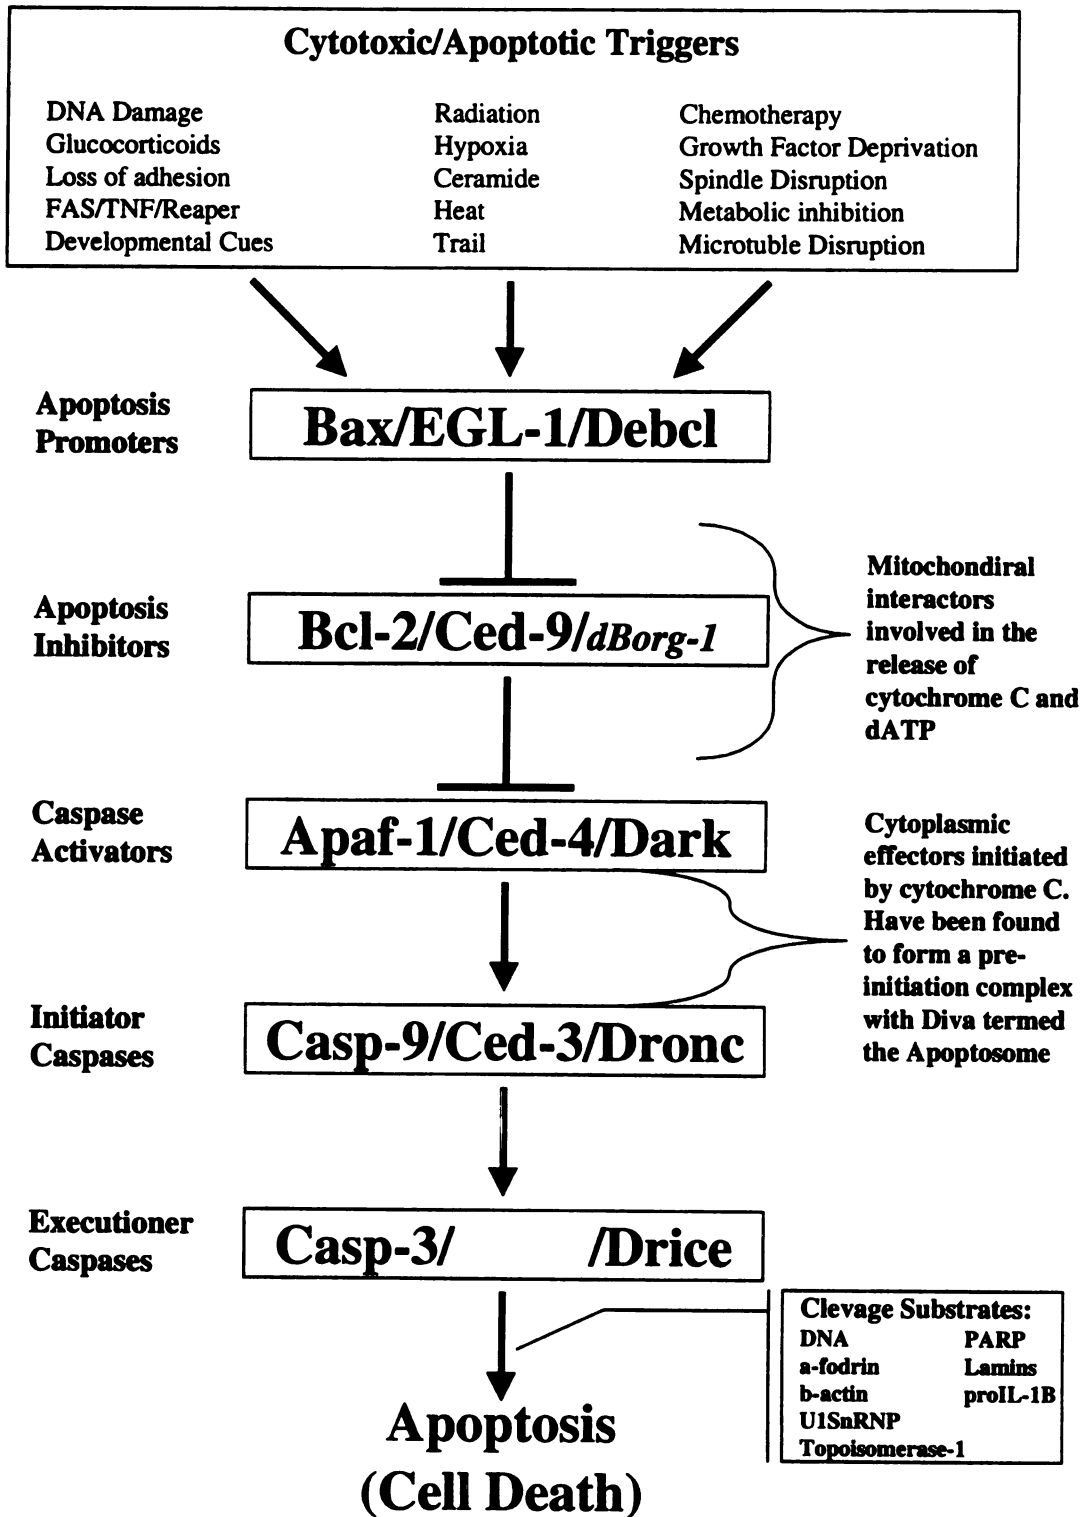 Cytotoxic/Apoptotic Triggers
DNA Damage
Glucocorticoids
Loss of adhesion
FAS/TNF/Reaper
Developmental Cues
Radiation
Hypoxia
Ceramide
Heat
Trail
Chemotherapy
Growth Factor Deprivation
Spindle Disruption
Metabolic inhibition
Microtuble Disruption
Apoptosis
Promoters
Bax/EGL-1/Debcl
Apoptosis
Inhibitors
Bcl-2/Ced-9/dBorg-1
Mitochondiral
interactors
involved in the
release of
cytochrome C and
dATP
Caspase
Activators
Apaf-1/Ced-4/Dark
Cytoplasmic
effectors initiated
by cytochrome C.
Have been found
to form a pre-
initiation complex
with Diva termed
the Apoptosome
Initiator
Caspases
Casp-9/Ced-3/Dronc
Executioner
Caspases
Casp-3/ /Drice
Clevage Substrates:
DNA
a-fodrin
b-actin
U1SnRNP
Topoisomerase-1
PARP
Lamins
proIL-1B
Apoptosis
(Cell Death)